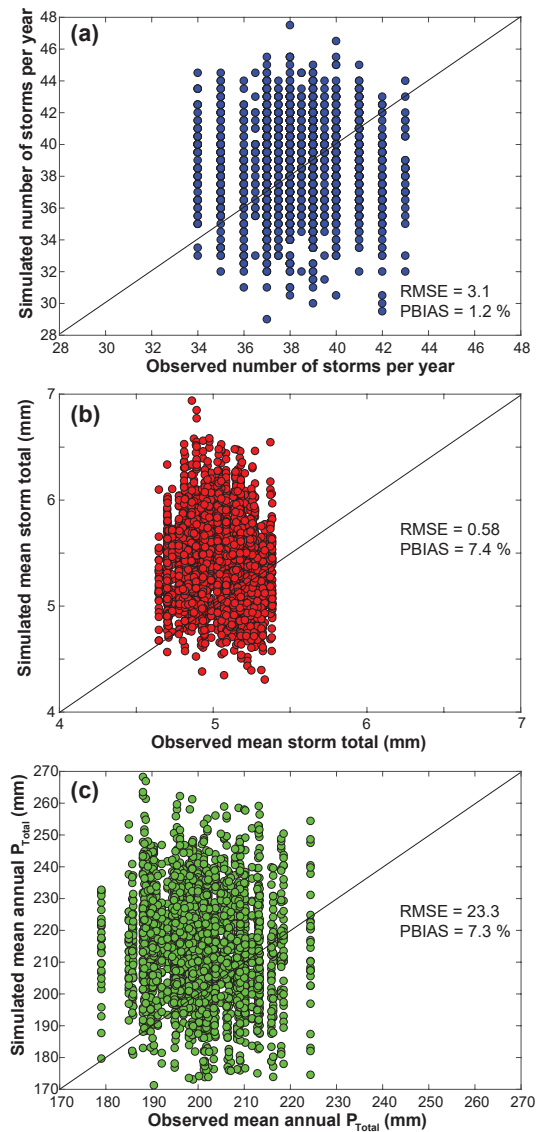 (a)
Simulated number of storms per year
48
46
44
42
40
38
36
34
32
30
28
RMSE = 3.1
PBIAS = 1.2 %
28 30 32 34 36 38 40 42 44 46 48
Observed number of storms per year
(b)
Simulated mean storm total (mm)
7
6
5
4
RMSE = 0.58
PBIAS = 7.4 %
4 5 6 7
Observed mean storm total (mm)
(c)
Simulated mean annual P_Total (mm)
270
260
250
240
230
220
210
200
190
180
170
RMSE = 23.3
PBIAS = 7.3 %
170 180 190 200 210 220 230 240 250 260 270
Observed mean annual P_Total (mm)